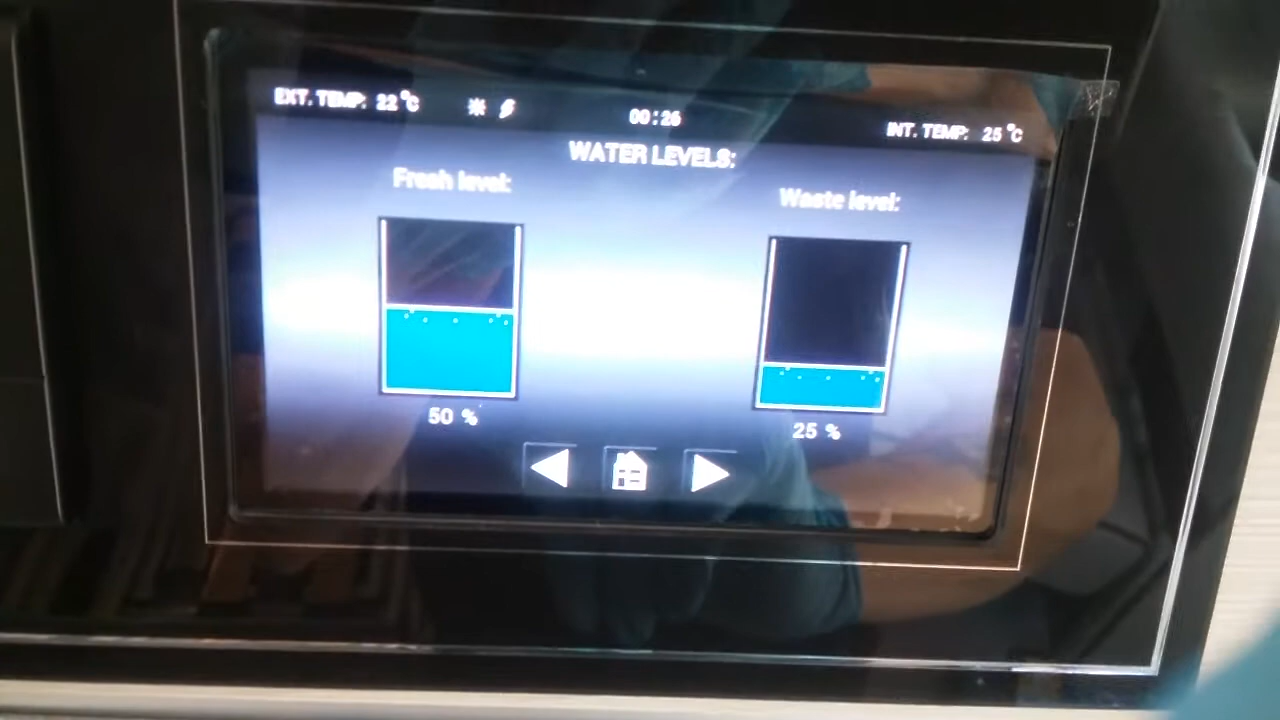 EXT. TEMP: 22°C
00:26
INT. TEMP: 25°C
WATER LEVELS:
Fresh level:
Waste level:
50 %
25 %